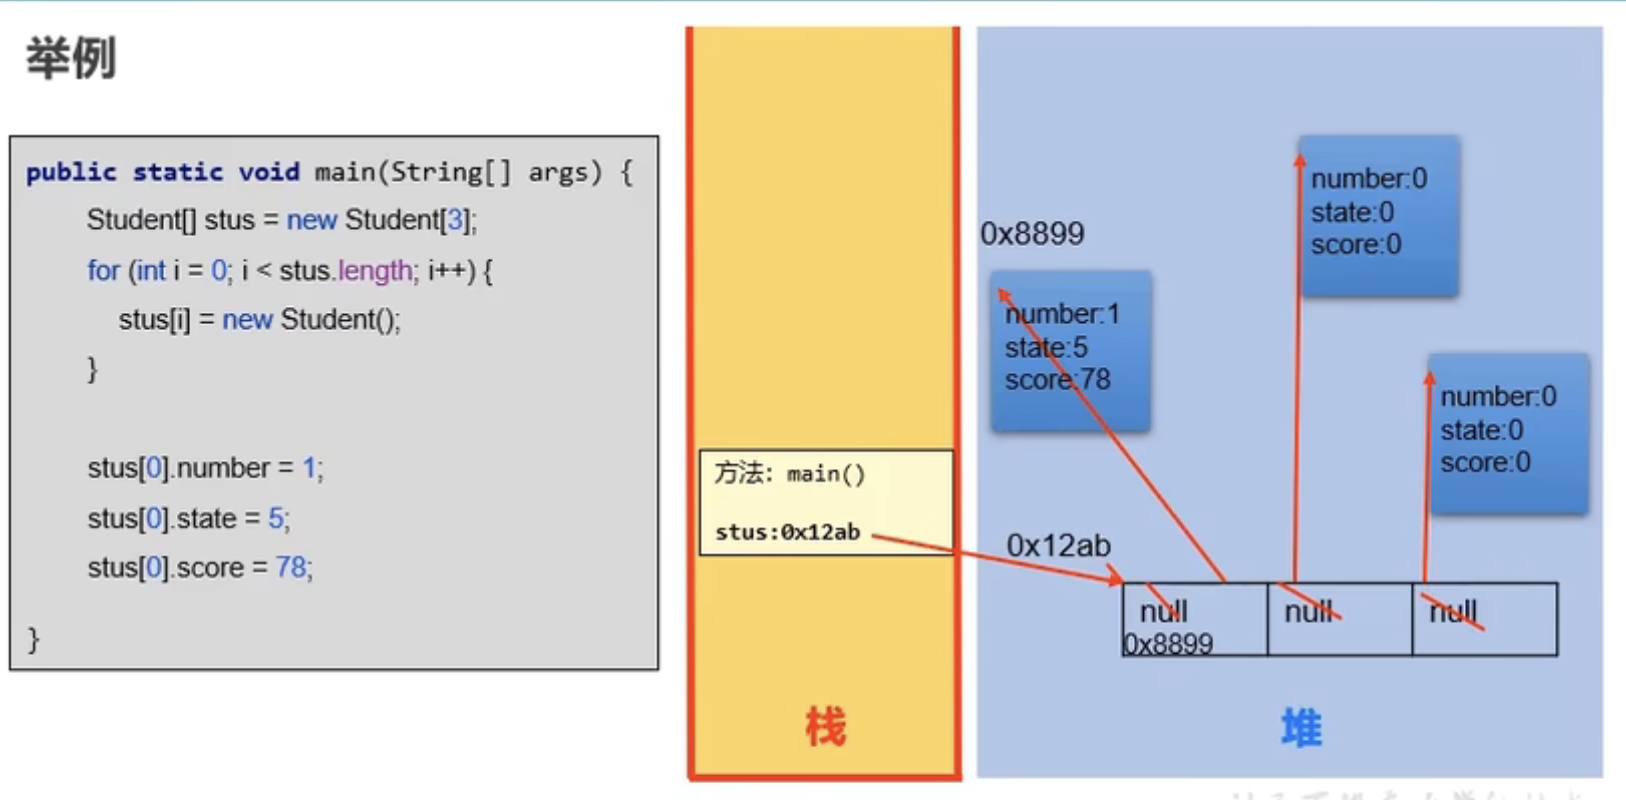 举例
public static void main(String[] args) {
Student[] stus = new Student[3];
for (int i = 0; i < stus.length; i++) {
stus[i] = new Student();
}
stus[0].number = 1;
stus[0].state = 5;
stus[0].score = 78;
}
方法: main()
stus:0x12ab
栈
0x8899
number:1
state:5
score:78
number:0
state:0
score:0
number:0
state:0
score:0
0x12ab
null
0x8899
null
null
堆